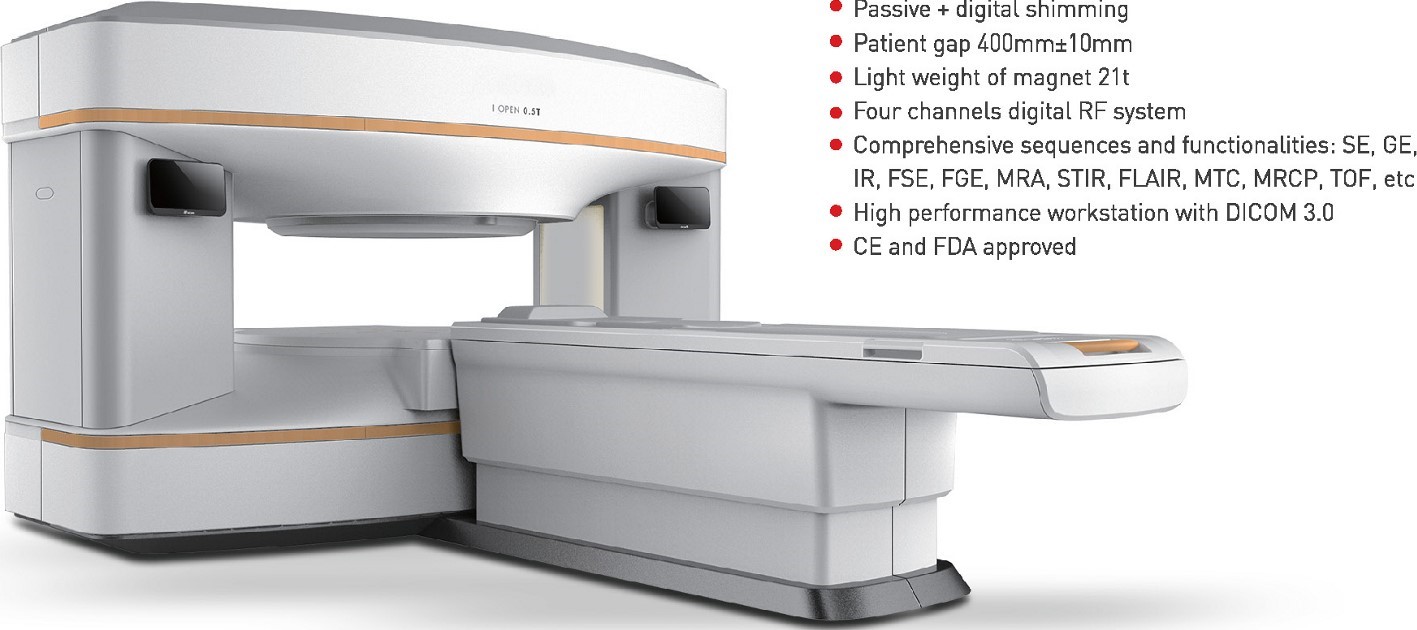 Passive + digital shimming
Patient gap 400mm±10mm
Light weight of magnet 21t
Four channels digital RF system
Comprehensive sequences and functionalities: SE, GE,
IR, FSE, FGE, MRA, STIR, FLAIR, MTC, MRCP, TOF, etc
High performance workstation with DICOM 3.0
CE and FDA approved
I OPEN 0.5T